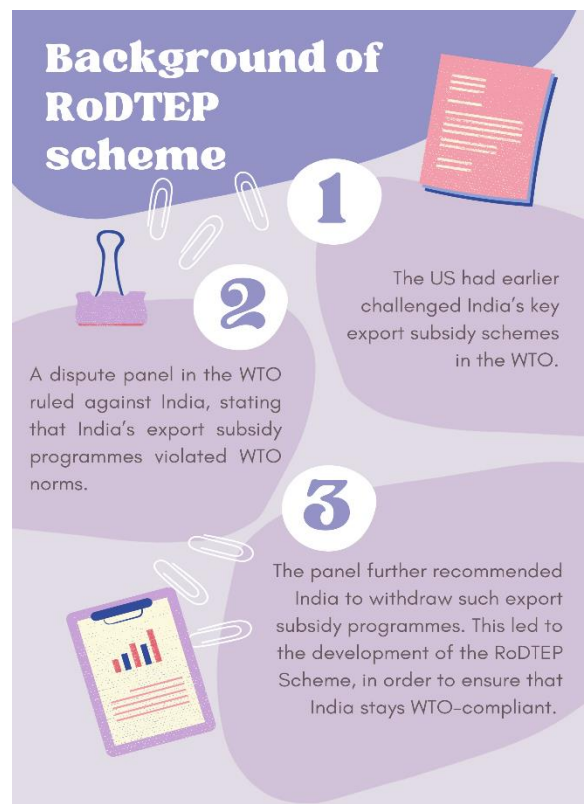 Background of
RoDTEP
scheme
1
The US had earlier
challenged India's key
export subsidy schemes
in the WTO.
2
A dispute panel in the WTO
ruled against India, stating
that India's export subsidy
programmes violated WTO
norms.
3
The panel further recommended
India to withdraw such export
subsidy programmes. This led to
the development of the RoDTEP
Scheme, in order to ensure that
India stays WTO-compliant.